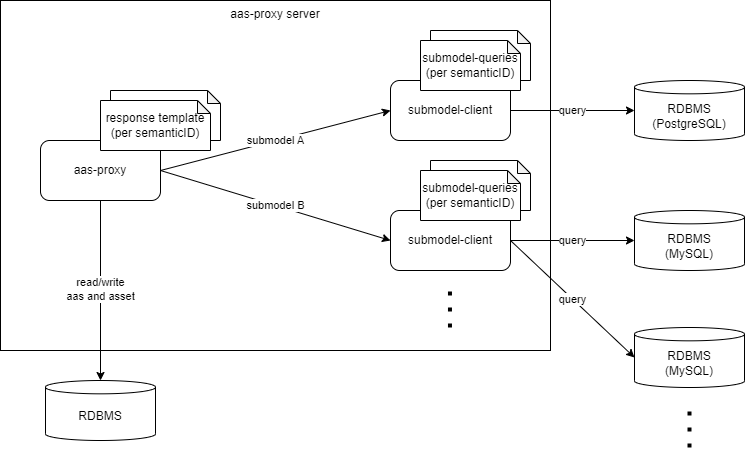 aas-proxy server
submodel-queries
(per semanticID)
submodel-client
query
RDBMS
(PostgreSQL)
response template
(per semanticID)
aas-proxy
submodel A
submodel B
submodel-queries
(per semanticID)
submodel-client
query
RDBMS
(MySQL)
read/write
aas and asset
query
RDBMS
(MySQL)
RDBMS